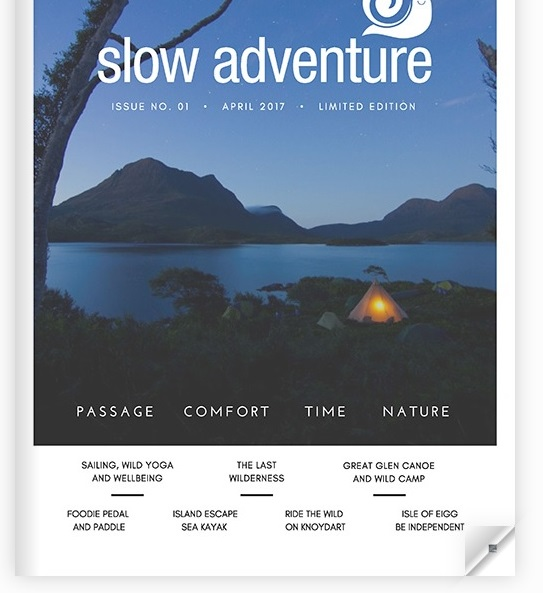 slow adventure
ISSUE NO. 01 • APRIL 2017 • LIMITED EDITION
PASSAGE COMFORT TIME NATURE
SAILING, WILD YOGA
AND WELLBEING
THE LAST
WILDERNESS
GREAT GLEN CANOE
AND WILD CAMP
FOODIE PEDAL
AND PADDLE
ISLAND ESCAPE
SEA KAYAK
RIDE THE WILD
ON KNOYDART
ISLE OF EIGG
BE INDEPENDENT